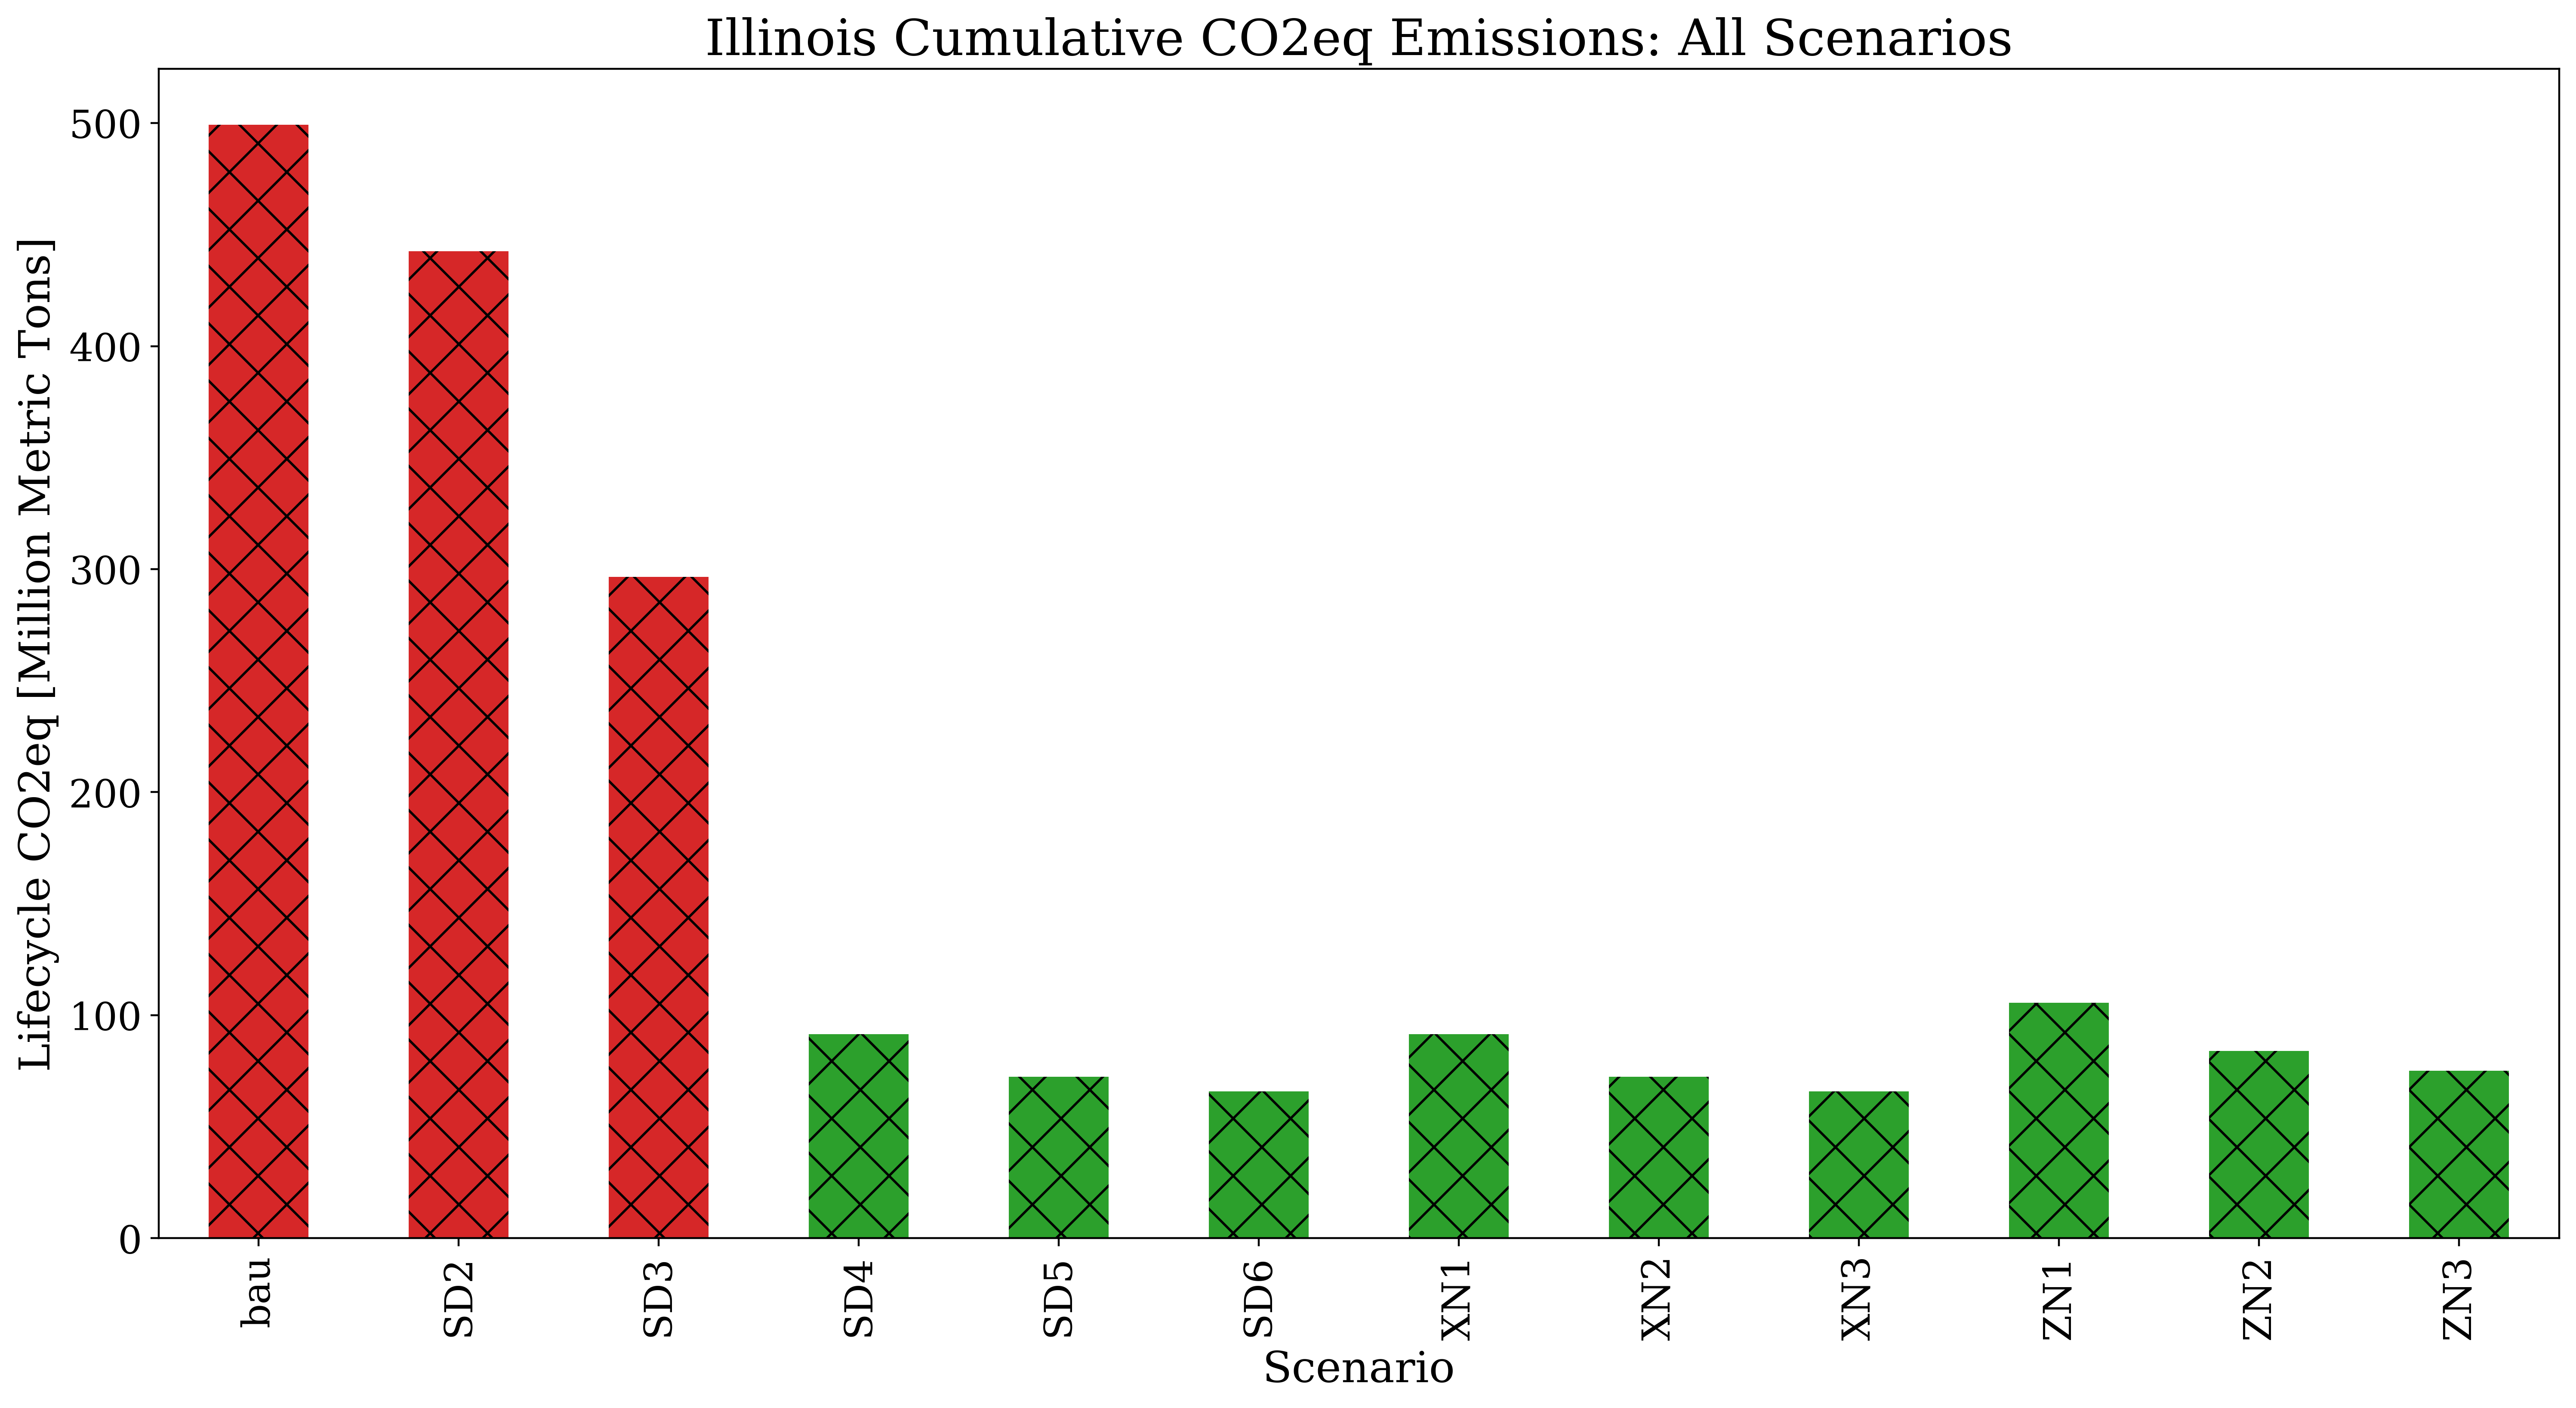 Illinois Cumulative CO2eq Emissions: All Scenarios
Lifecycle CO2eq [Million Metric Tons]
500
400
300
200
100
0
bau
SD2
SD3
SD4
SD5
SD6
XN1
XN2
XN3
ZN1
ZN2
ZN3
Scenario